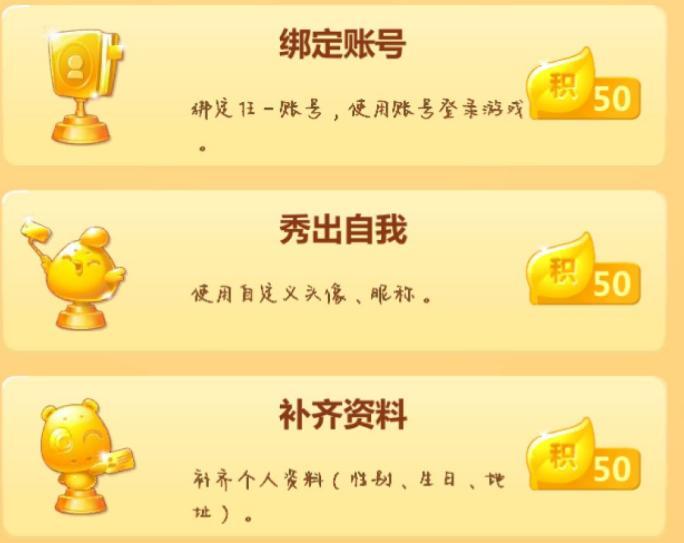 绑定账号
绑定任一账号，使用账号登录游戏
。
积 50
秀出自我
使用自定义头像、昵称。
积 50
补齐资料
补齐个人资料（性别、生日、地
址）。
积 50